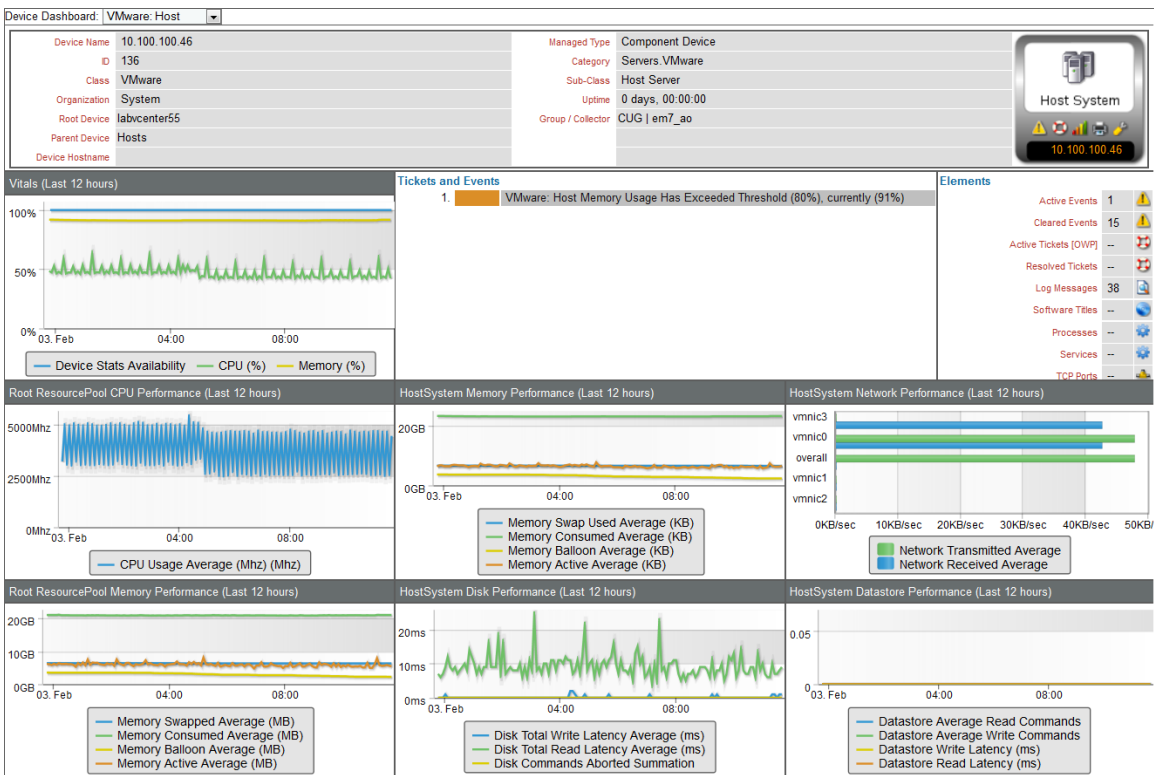 Device Dashboard: VMware: Host
Device Name 10.100.100.46 Managed Type Component Device
ID 136 Category Servers.VMware
Class VMware Sub-Class Host Server
Organization System Uptime 0 days, 00:00:00
Root Device labvcenter55 Group / Collector CUG | em7_ao
Parent Device Hosts
Device Hostname
Host System
10.100.100.46
Vitals (Last 12 hours)
100%
50%
0%
03. Feb 04:00 08:00
Device Stats Availability CPU (%) Memory (%)
Tickets and Events
1. VMware: Host Memory Usage Has Exceeded Threshold (80%), currently (91%)
Elements
Active Events 1
Cleared Events 15
Active Tickets [OWP] --
Resolved Tickets --
Log Messages 38
Software Titles --
Processes --
Services --
TCP Ports --
Root ResourcePool CPU Performance (Last 12 hours)
5000Mhz
2500Mhz
0Mhz
03. Feb 04:00 08:00
CPU Usage Average (Mhz) (Mhz)
HostSystem Memory Performance (Last 12 hours)
20GB
0GB
03. Feb 04:00 08:00
Memory Swap Used Average (KB)
Memory Consumed Average (KB)
Memory Balloon Average (KB)
Memory Active Average (KB)
HostSystem Network Performance (Last 12 hours)
vmnic3
vmnic0
overall
vmnic1
vmnic2
0KB/sec 10KB/sec 20KB/sec 30KB/sec 40KB/sec 50KB/
Network Transmitted Average
Network Received Average
Root ResourcePool Memory Performance (Last 12 hours)
20GB
10GB
0GB
03. Feb 04:00 08:00
Memory Swapped Average (MB)
Memory Consumed Average (MB)
Memory Balloon Average (MB)
Memory Active Average (MB)
HostSystem Disk Performance (Last 12 hours)
20ms
10ms
0ms
03. Feb 04:00 08:00
Disk Total Write Latency Average (ms)
Disk Total Read Latency Average (ms)
Disk Commands Aborted Summation
HostSystem Datastore Performance (Last 12 hours)
0.05
0
03. Feb 04:00 08:00
Datastore Average Read Commands
Datastore Average Write Commands
Datastore Write Latency (ms)
Datastore Read Latency (ms)